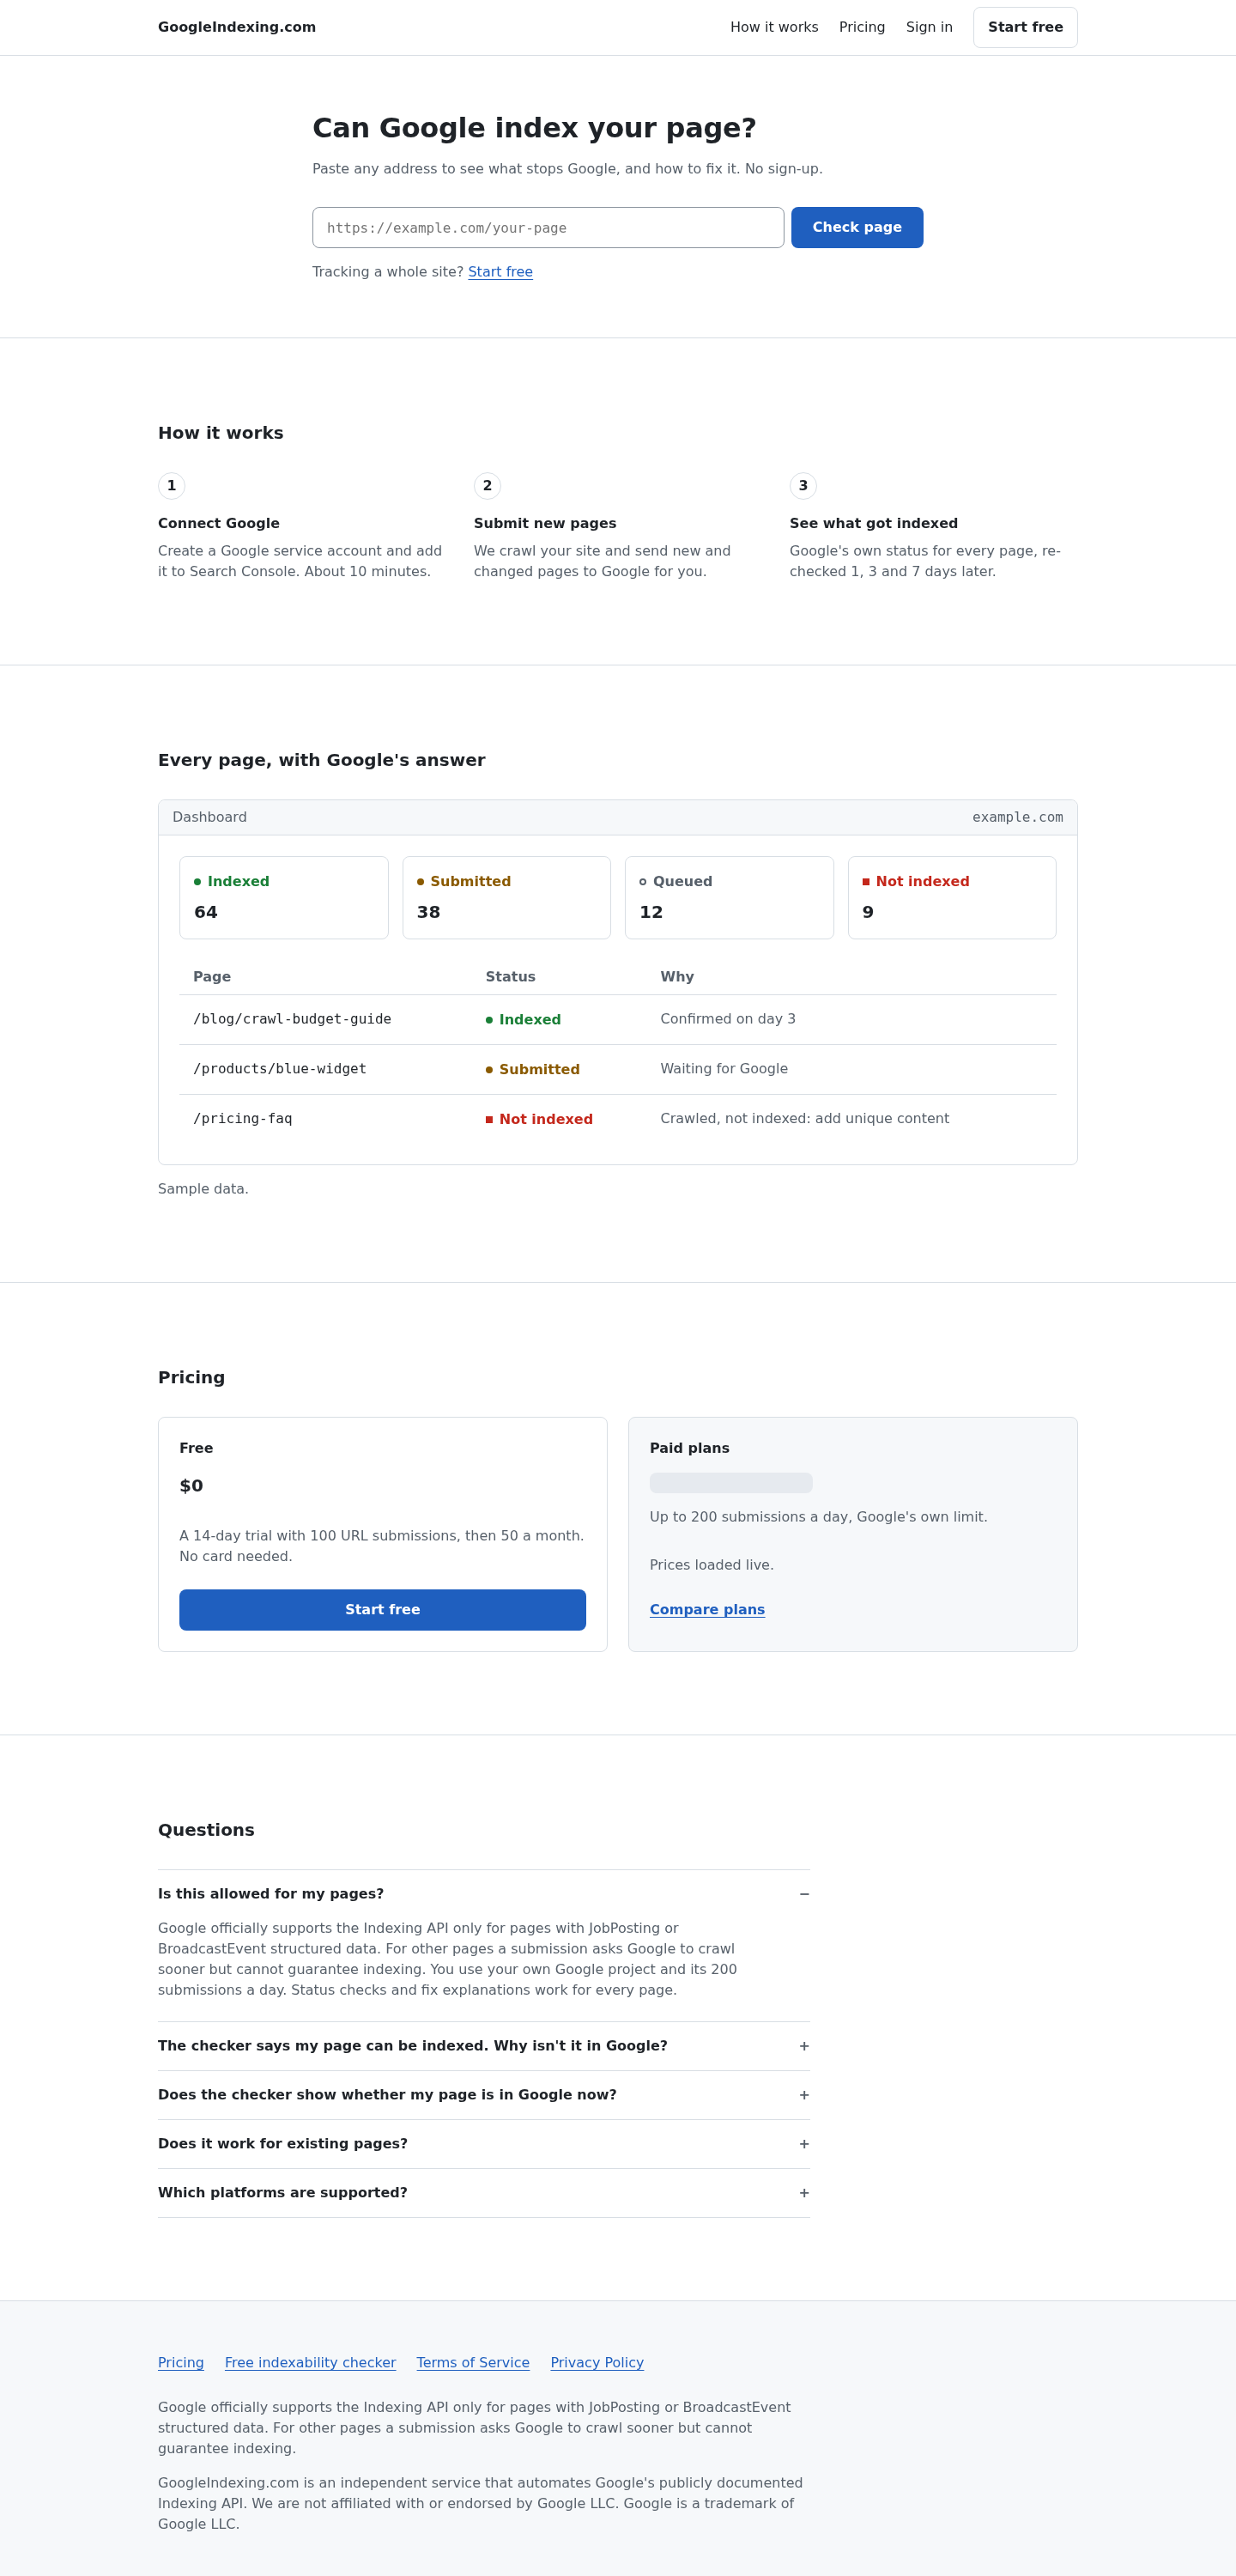 GoogleIndexing.com
How it works
Pricing
Sign in
Start free
Can Google index your page?
Paste any address to see what stops Google, and how to fix it. No sign-up.
https://example.com/your-page
Check page
Tracking a whole site? Start free
How it works
1
Connect Google
Create a Google service account and add
it to Search Console. About 10 minutes.
2
Submit new pages
We crawl your site and send new and
changed pages to Google for you.
3
See what got indexed
Google's own status for every page, re-
checked 1, 3 and 7 days later.
Every page, with Google's answer
Dashboard
example.com
Indexed
64
Submitted
38
Queued
12
Not indexed
9
Page Status Why
/blog/crawl-budget-guide Indexed Confirmed on day 3
/products/blue-widget Submitted Waiting for Google
/pricing-faq Not indexed Crawled, not indexed: add unique content
Sample data.
Pricing
Free
$0
A 14-day trial with 100 URL submissions, then 50 a month.
No card needed.
Start free
Paid plans
Up to 200 submissions a day, Google's own limit.
Prices loaded live.
Compare plans
Questions
Is this allowed for my pages? −
Google officially supports the Indexing API only for pages with JobPosting or
BroadcastEvent structured data. For other pages a submission asks Google to crawl
sooner but cannot guarantee indexing. You use your own Google project and its 200
submissions a day. Status checks and fix explanations work for every page.
The checker says my page can be indexed. Why isn't it in Google? +
Does the checker show whether my page is in Google now? +
Does it work for existing pages? +
Which platforms are supported? +
Pricing
Free indexability checker
Terms of Service
Privacy Policy
Google officially supports the Indexing API only for pages with JobPosting or BroadcastEvent
structured data. For other pages a submission asks Google to crawl sooner but cannot
guarantee indexing.
GoogleIndexing.com is an independent service that automates Google's publicly documented
Indexing API. We are not affiliated with or endorsed by Google LLC. Google is a trademark of
Google LLC.